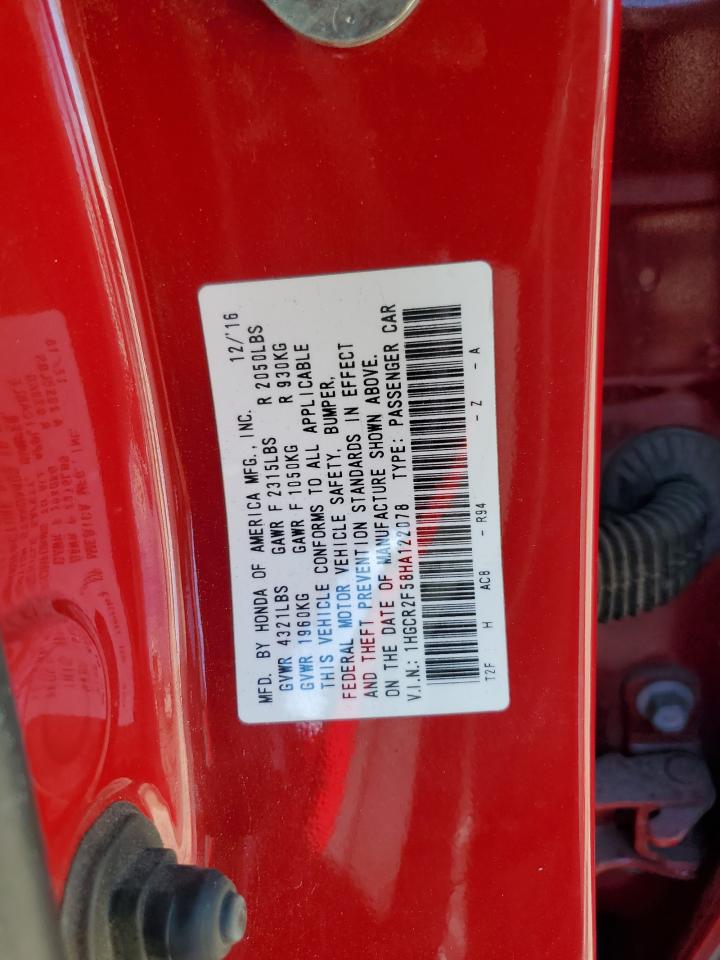 MFD. BY HONDA OF AMERICA MFG., INC. 12/'16
GVWR 4321LBS GAWR F 2315LBS R 2050LBS
GVWR 1960KG GAWR F 1050KG R 930KG
THIS VEHICLE CONFORMS TO ALL APPLICABLE
FEDERAL MOTOR VEHICLE SAFETY, BUMPER,
AND THEFT PREVENTION STANDARDS IN EFFECT
ON THE DATE OF MANUFACTURE SHOWN ABOVE.
V.I.N.: 1HGCR2F58HA122078 TYPE: PASSENGER CAR
T2F H AC8 - R94 - Z - A